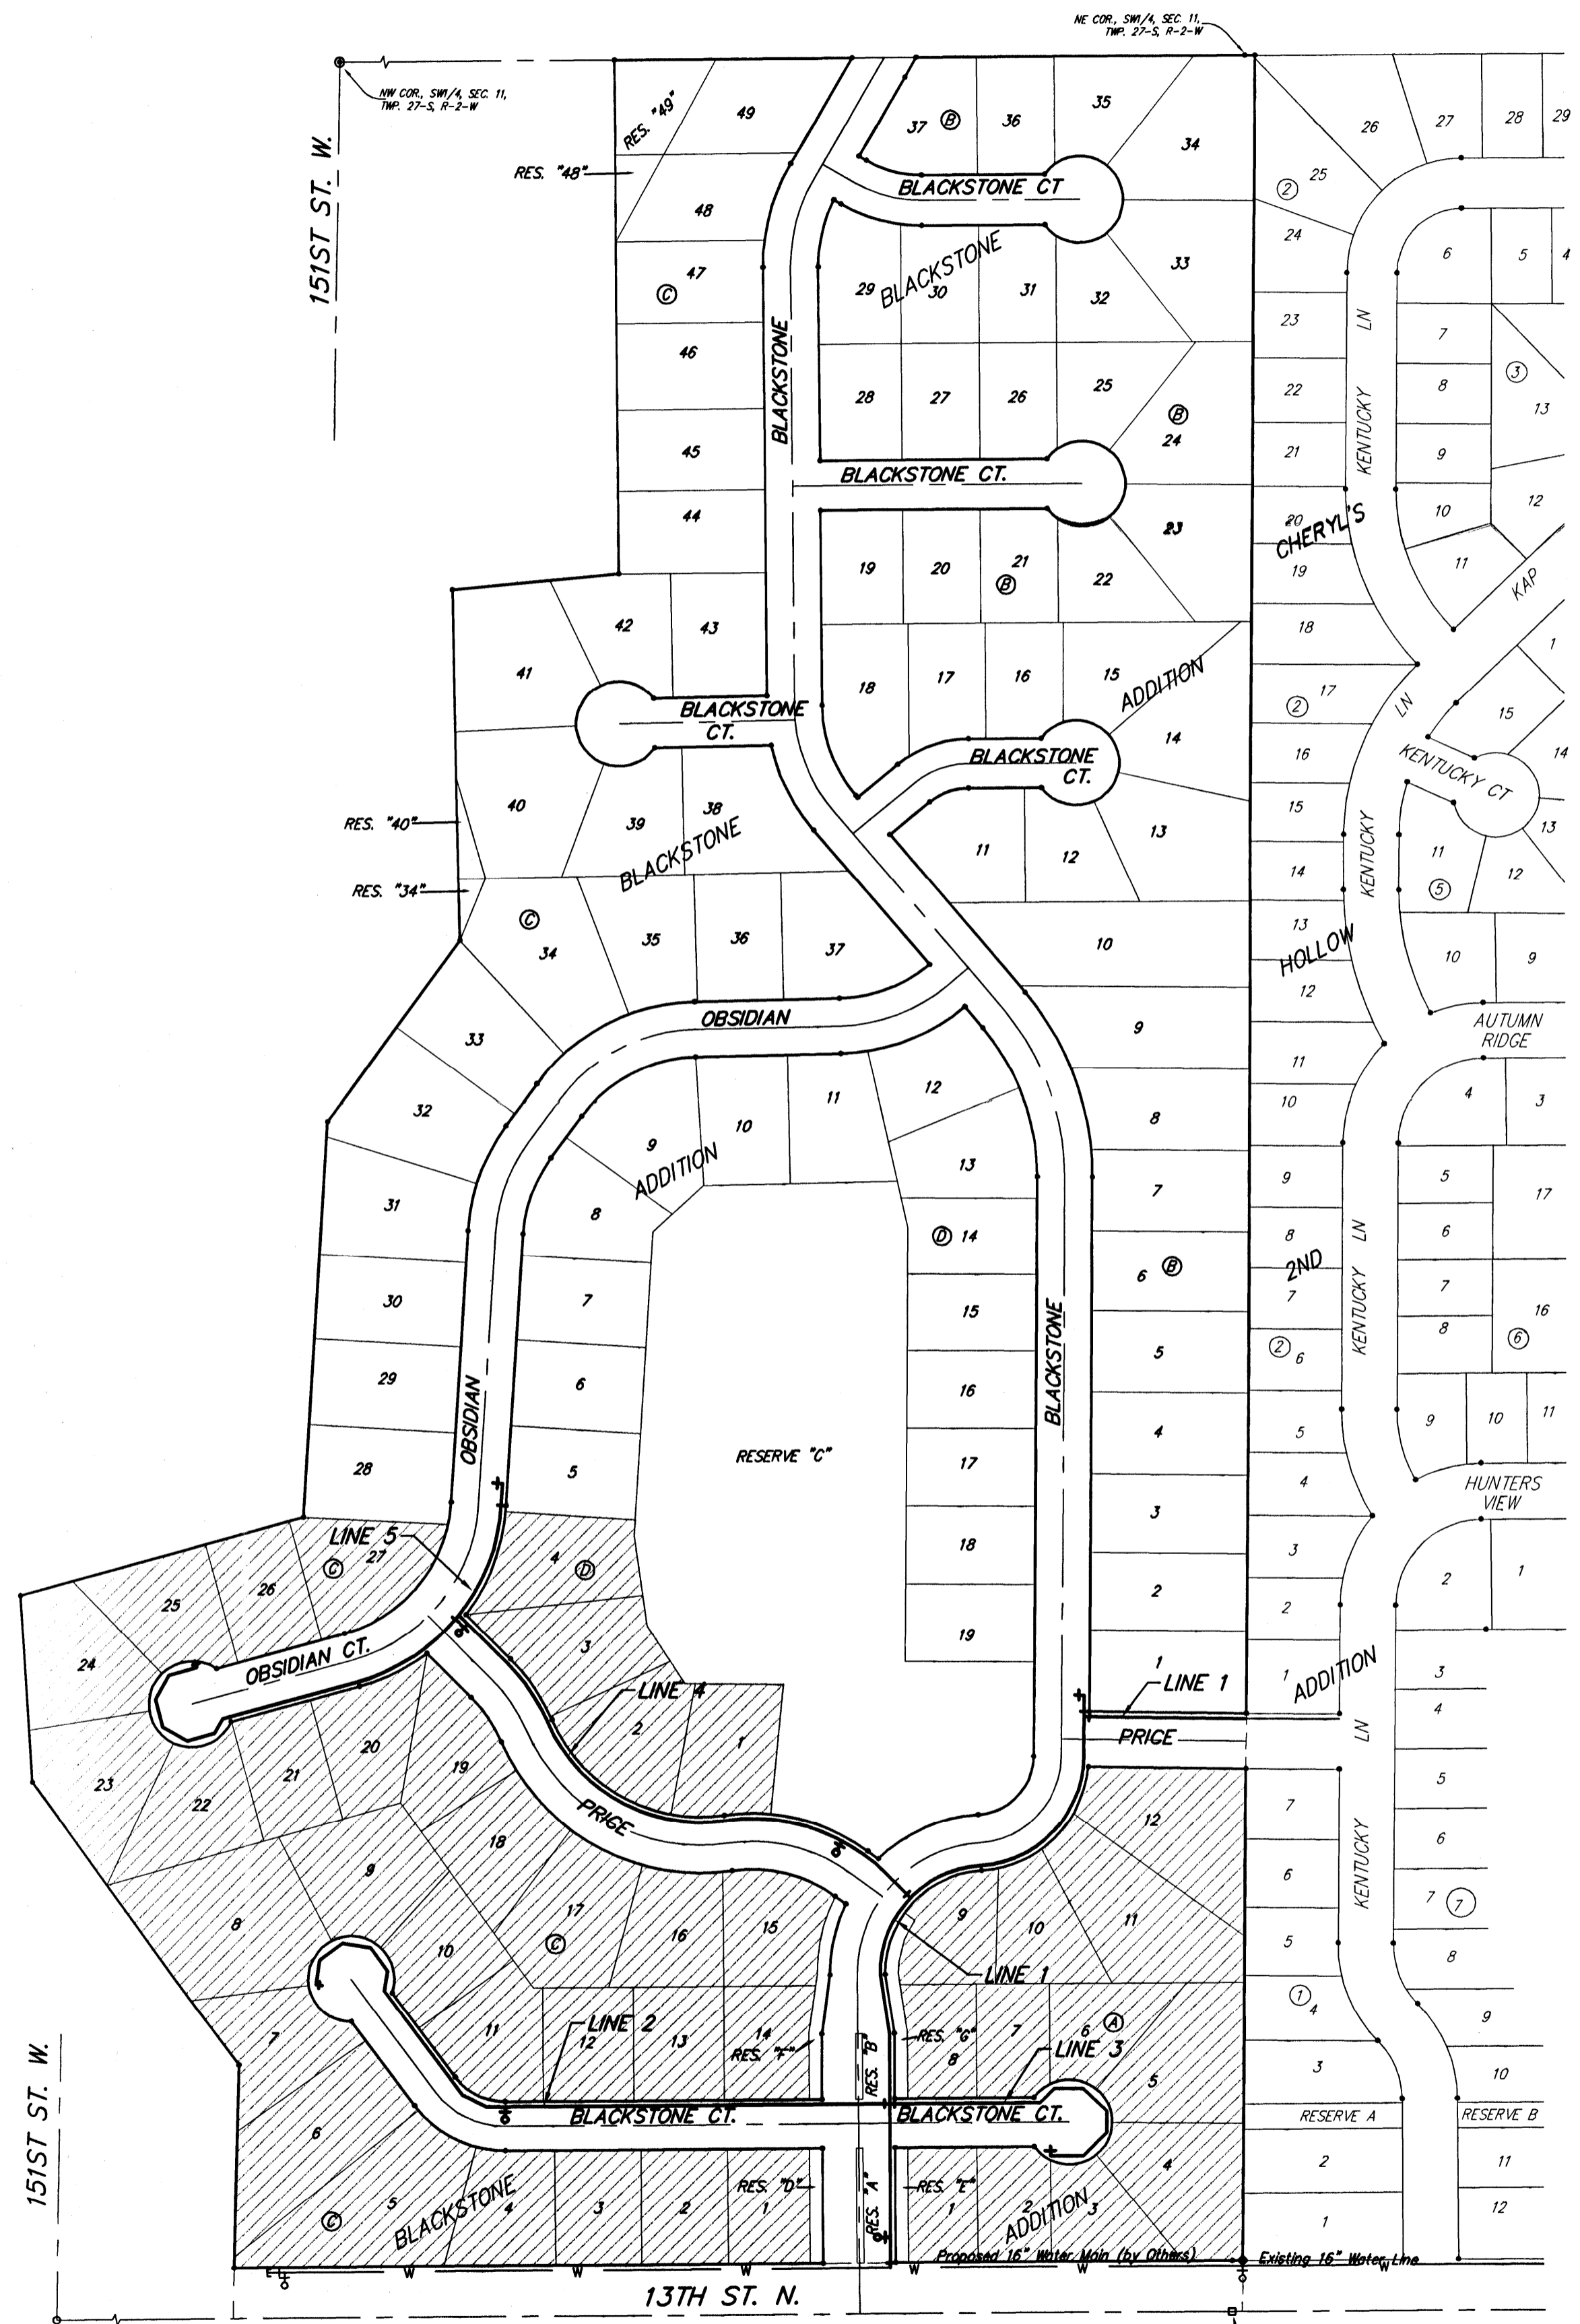 NE COR., SW1/4, SEC. 11,
TWP. 27-S, R-2-W
NW COR., SW1/4, SEC. 11,
TWP. 27-S, R-2-W
151ST ST. W.
RES. "49"
49
RES. "48"
48
47
C
46
45
44
37 B 36 35
34
BLACKSTONE CT
BLACKSTONE
29 30 31 32 33
28 27 26 25
B
24
BLACKSTONE
BLACKSTONE CT.
23
19 20 21 22
B
18 17 16 15
ADDITION
14
BLACKSTONE
CT.
13
11 12
10
9
8
7
6 B
5
4
3
2
1
LINE 1
PRICE
41 42 43
BLACKSTONE
CT.
40 39 38
RES. "40"
BLACKSTONE
RES. "34"
C
34 35 36 37
OBSIDIAN
33
32
31
30
29
28
9 10 11 12
ADDITION
8
7
6
5
13
D 14
15
16
17
18
19
RESERVE "C"
OBSIDIAN
BLACKSTONE
LINE 5
27
C
26
25
24
23
22
21
20
19
18
17
C
16
15
OBSIDIAN CT.
4 D
3
2
1
LINE 4
PRICE
12
11
10
9
LINE 1
9
8
10
7
11
LINE 2
12 13 14
RES. "F"
RES. "B"
RES. "G"
8
7
6 A
LINE 3
5
BLACKSTONE CT.
BLACKSTONE CT.
6
5
C
BLACKSTONE
4 3 2 1
RES. "D"
RES. "A"
RES. "E"
1 2 3 4
ADDITION
Proposed 16" Water Main (by Others)
Existing 16" Water Line
W W W W W W
13TH ST. N.
151ST ST. W.
26 27 28 29
25
2
24
23
22
21
20
CHERYL'S
19
18
17
2
16
15
14
13
HOLLOW
12
11
10
9
8
2ND
7
2
6
5
4
3
2
1
ADDITION
KENTUCKY LN
6 5 4
7
3
8
13
9
10
12
11
KAP
1
LN
15
14
KENTUCKY CT
13
KENTUCKY
11
5
12
10 9
AUTUMN
RIDGE
4 3
5
17
6
7
16
8
6
KENTUCKY LN
9 10 11
HUNTERS
VIEW
2 1
3
4
LN
5
7
6
6
7 7
KENTUCKY
5
8
1
4
9
3
10
RESERVE A
RESERVE B
2
11
1
12